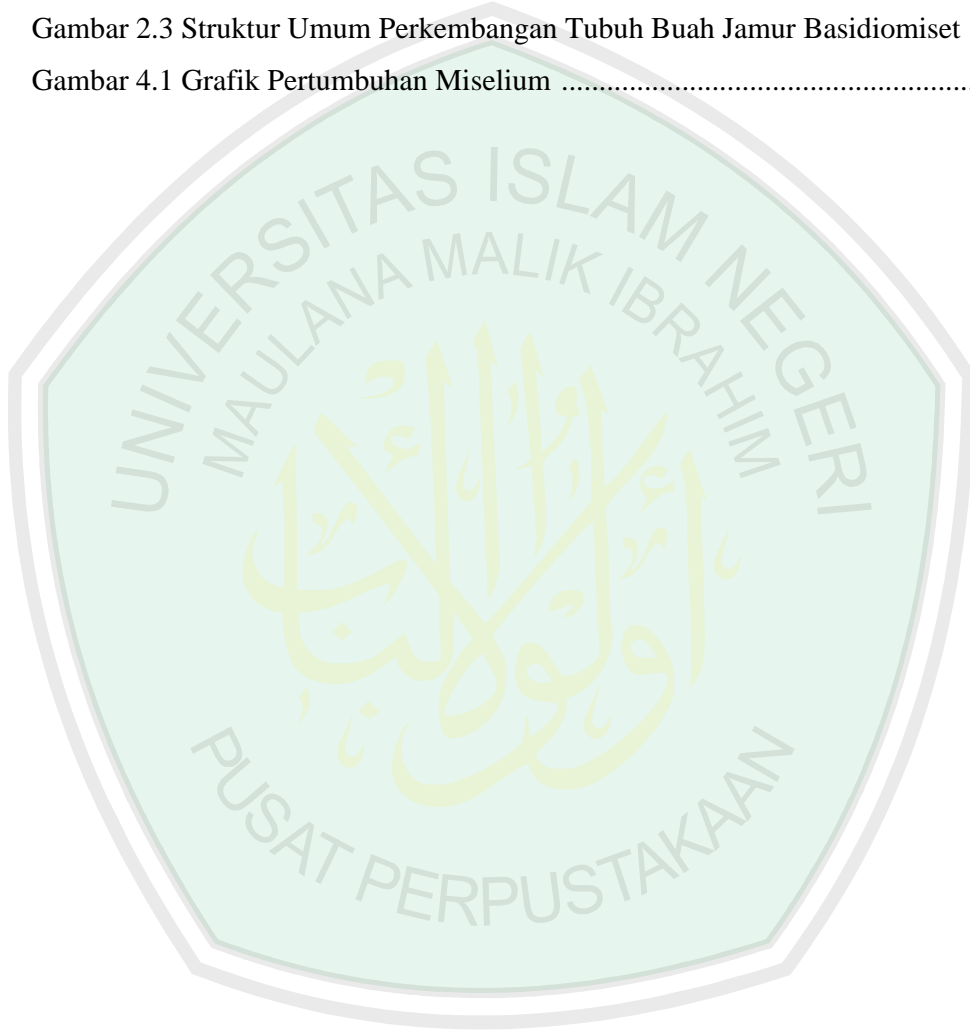 Gambar 2.3 Struktur Umum Perkembangan Tubuh Buah Jamur Basidiomiset
Gambar 4.1 Grafik Pertumbuhan Miselium ....................................................
UNIVERSITAS ISLAM NEGERI
MAULANA MALIK IBRAHIM
PUSAT PERPUSTAKAAN